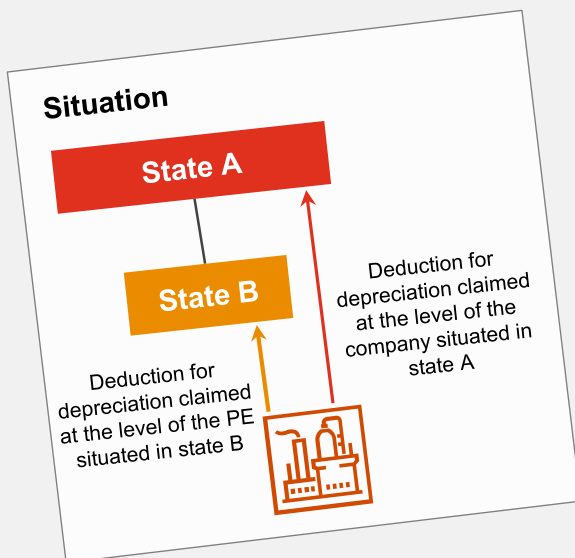 Situation
State A
State B
Deduction for
depreciation claimed
at the level of the
company situated in
state A
Deduction for
depreciation claimed
at the level of the PE
situated in state B